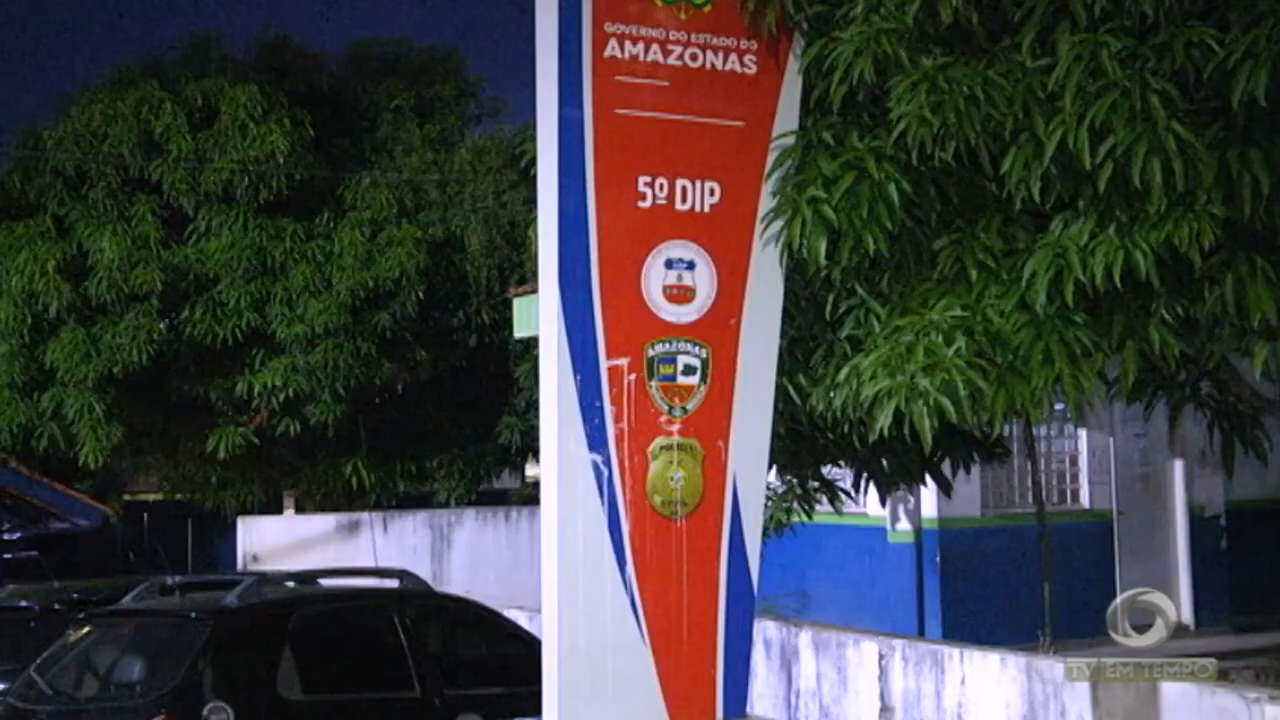 GOVERNO DO ESTADO DO
AMAZONAS
5º DIP
AMAZONAS
TV EM TEMPO